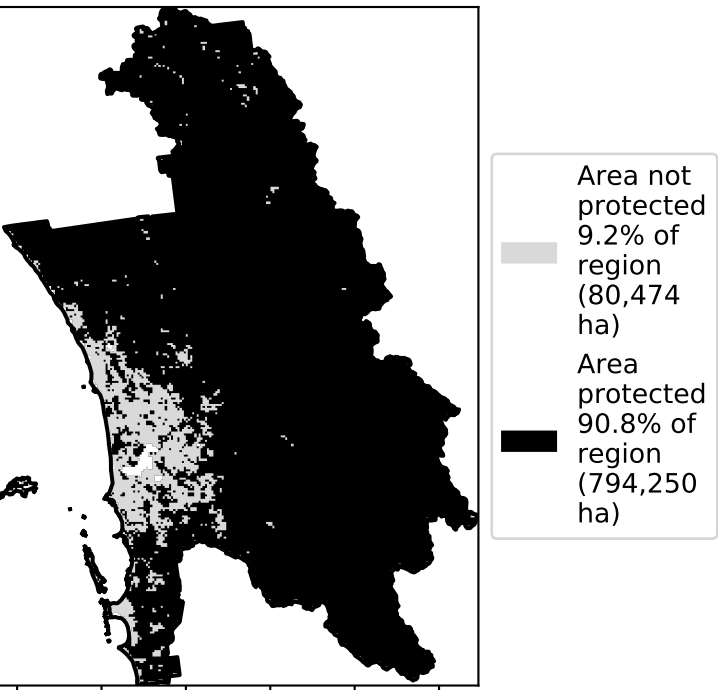 Area not
protected
9.2% of
region
(80,474
ha)
Area
protected
90.8% of
region
(794,250
ha)